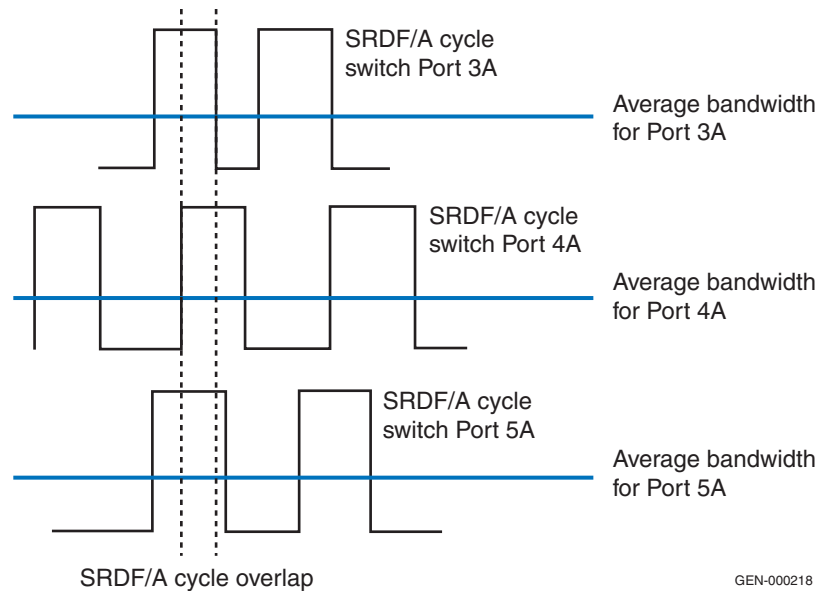 SRDF/A cycle
switch Port 3A
Average bandwidth
for Port 3A
SRDF/A cycle
switch Port 4A
Average bandwidth
for Port 4A
SRDF/A cycle
switch Port 5A
Average bandwidth
for Port 5A
SRDF/A cycle overlap
GEN-000218